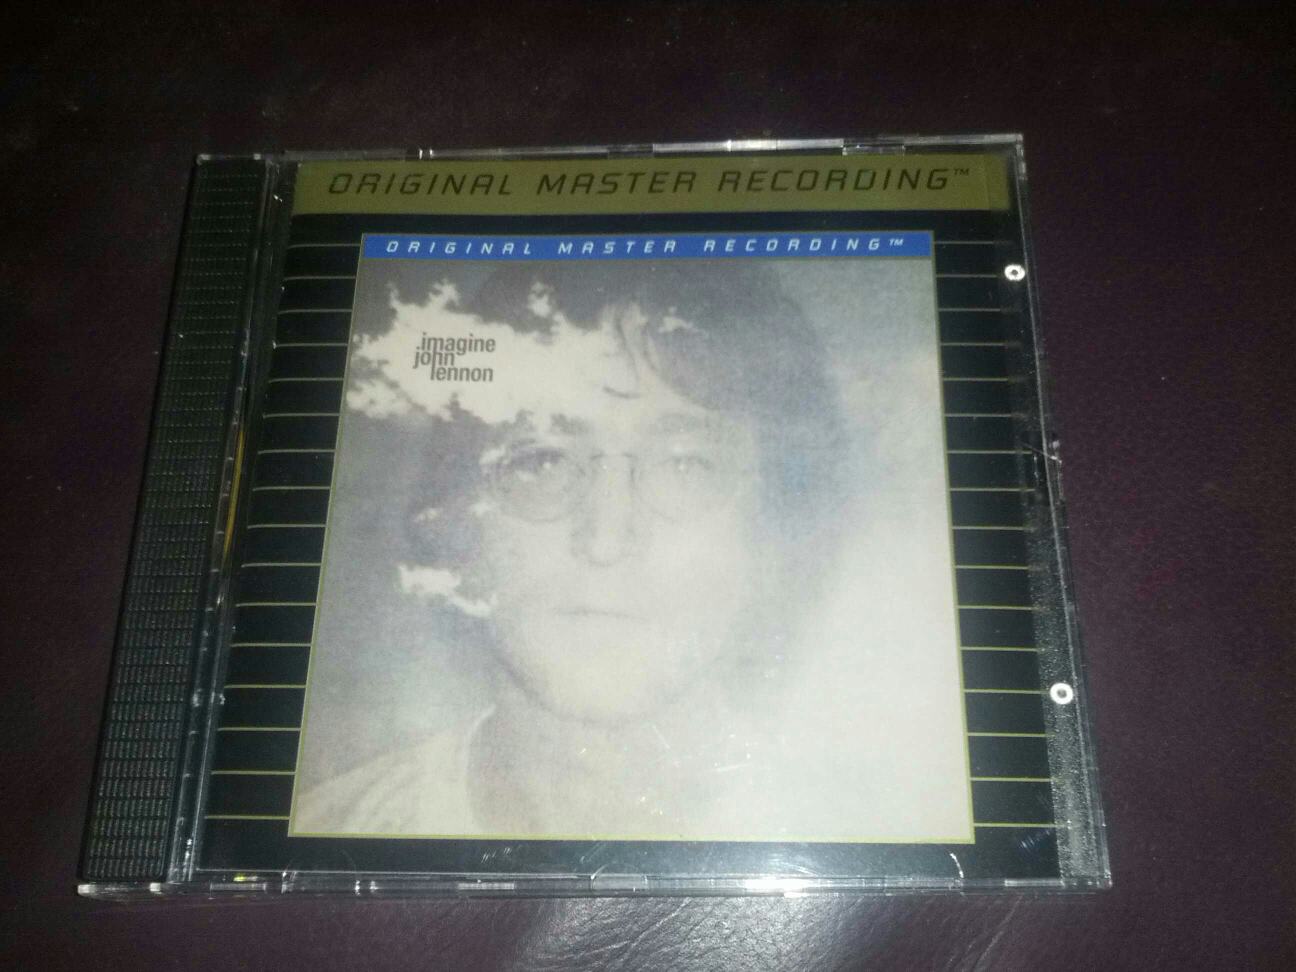 ORIGINAL MASTER RECORDING™
ORIGINAL MASTER RECORDING™
imagine
john
lennon